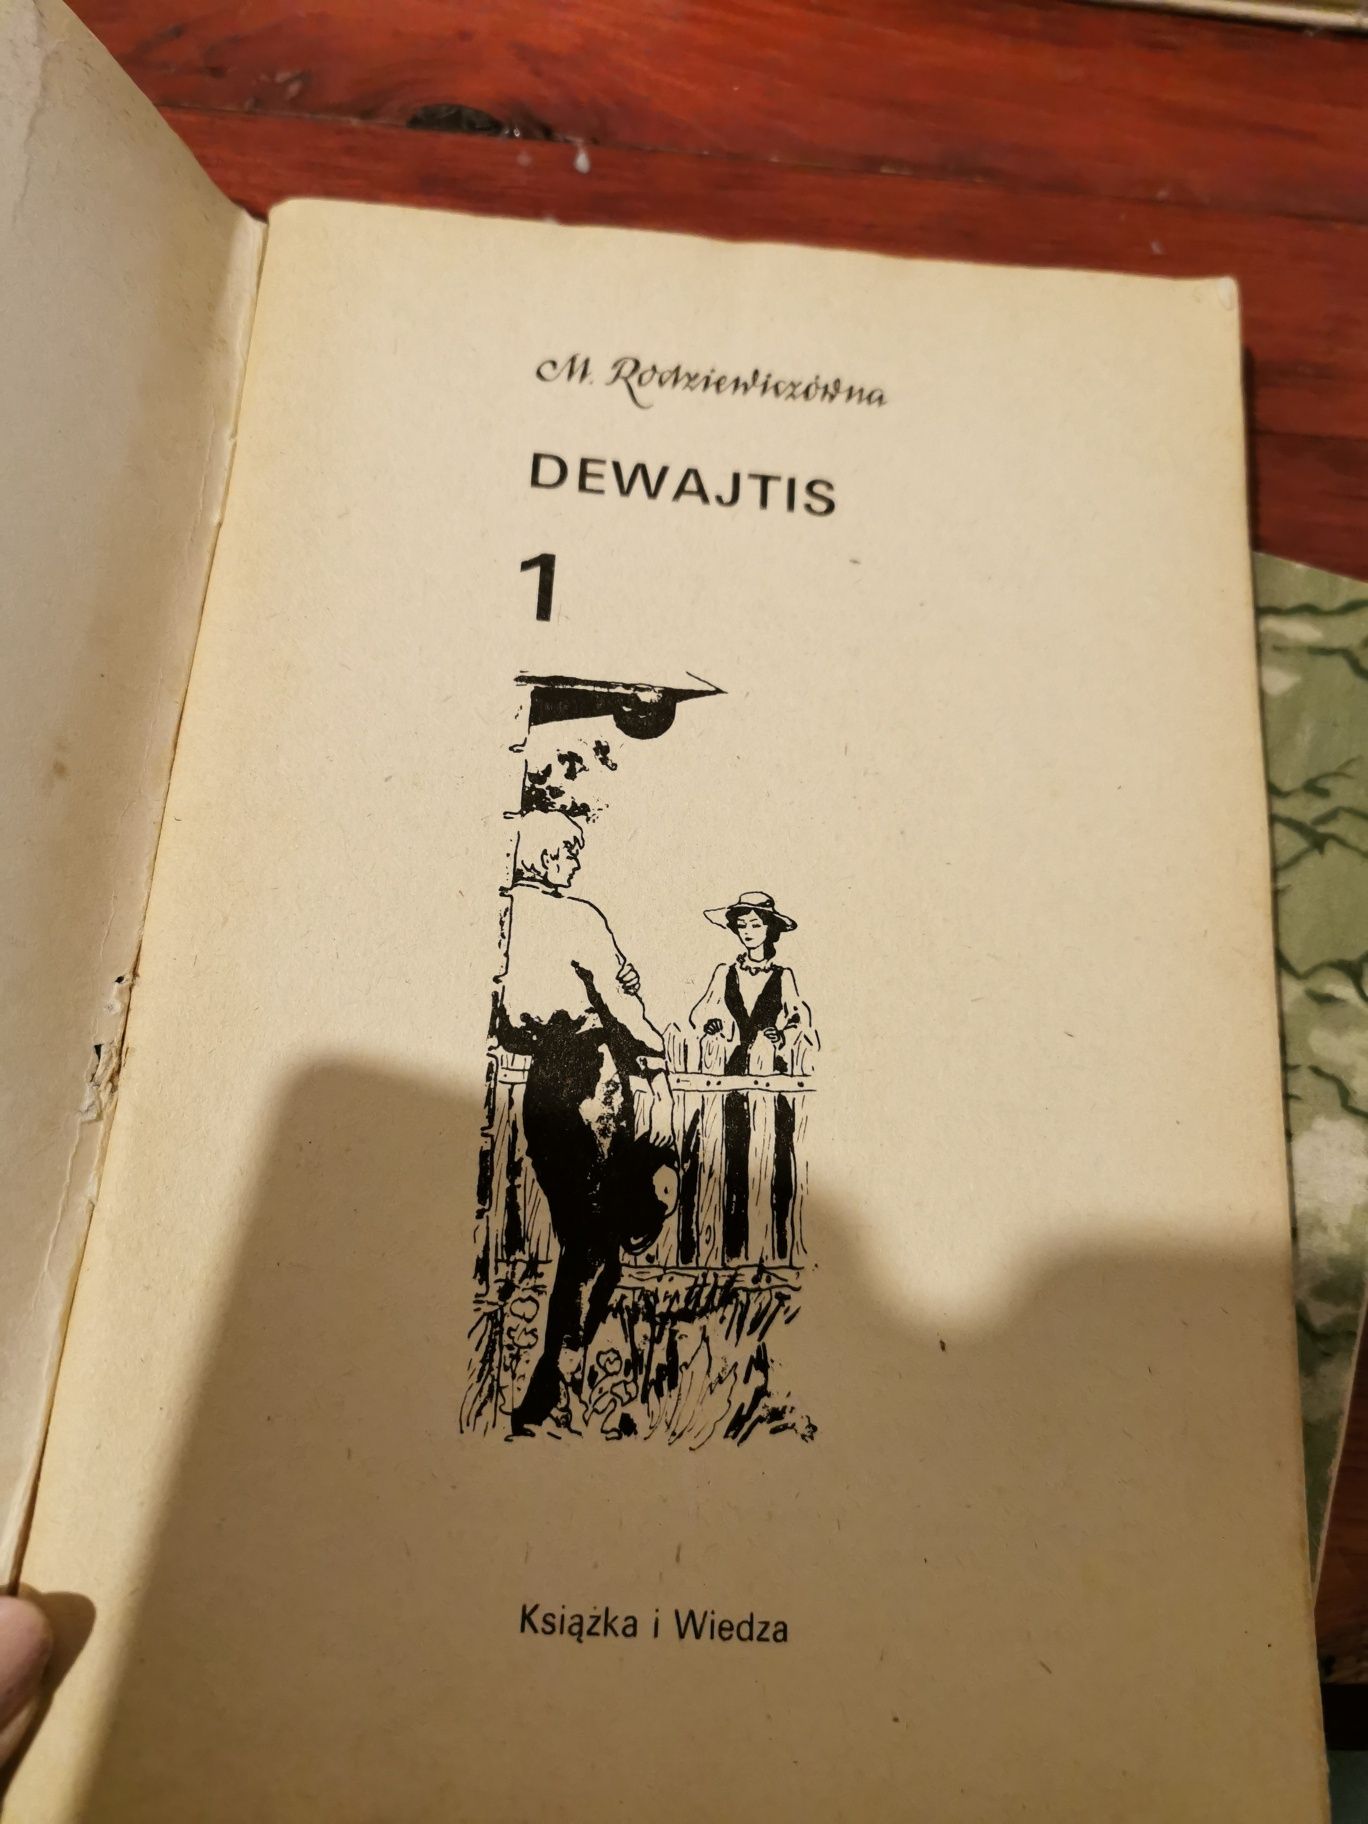 M. Rodziewiczówna
DEWAJTIS
1
Książka i Wiedza